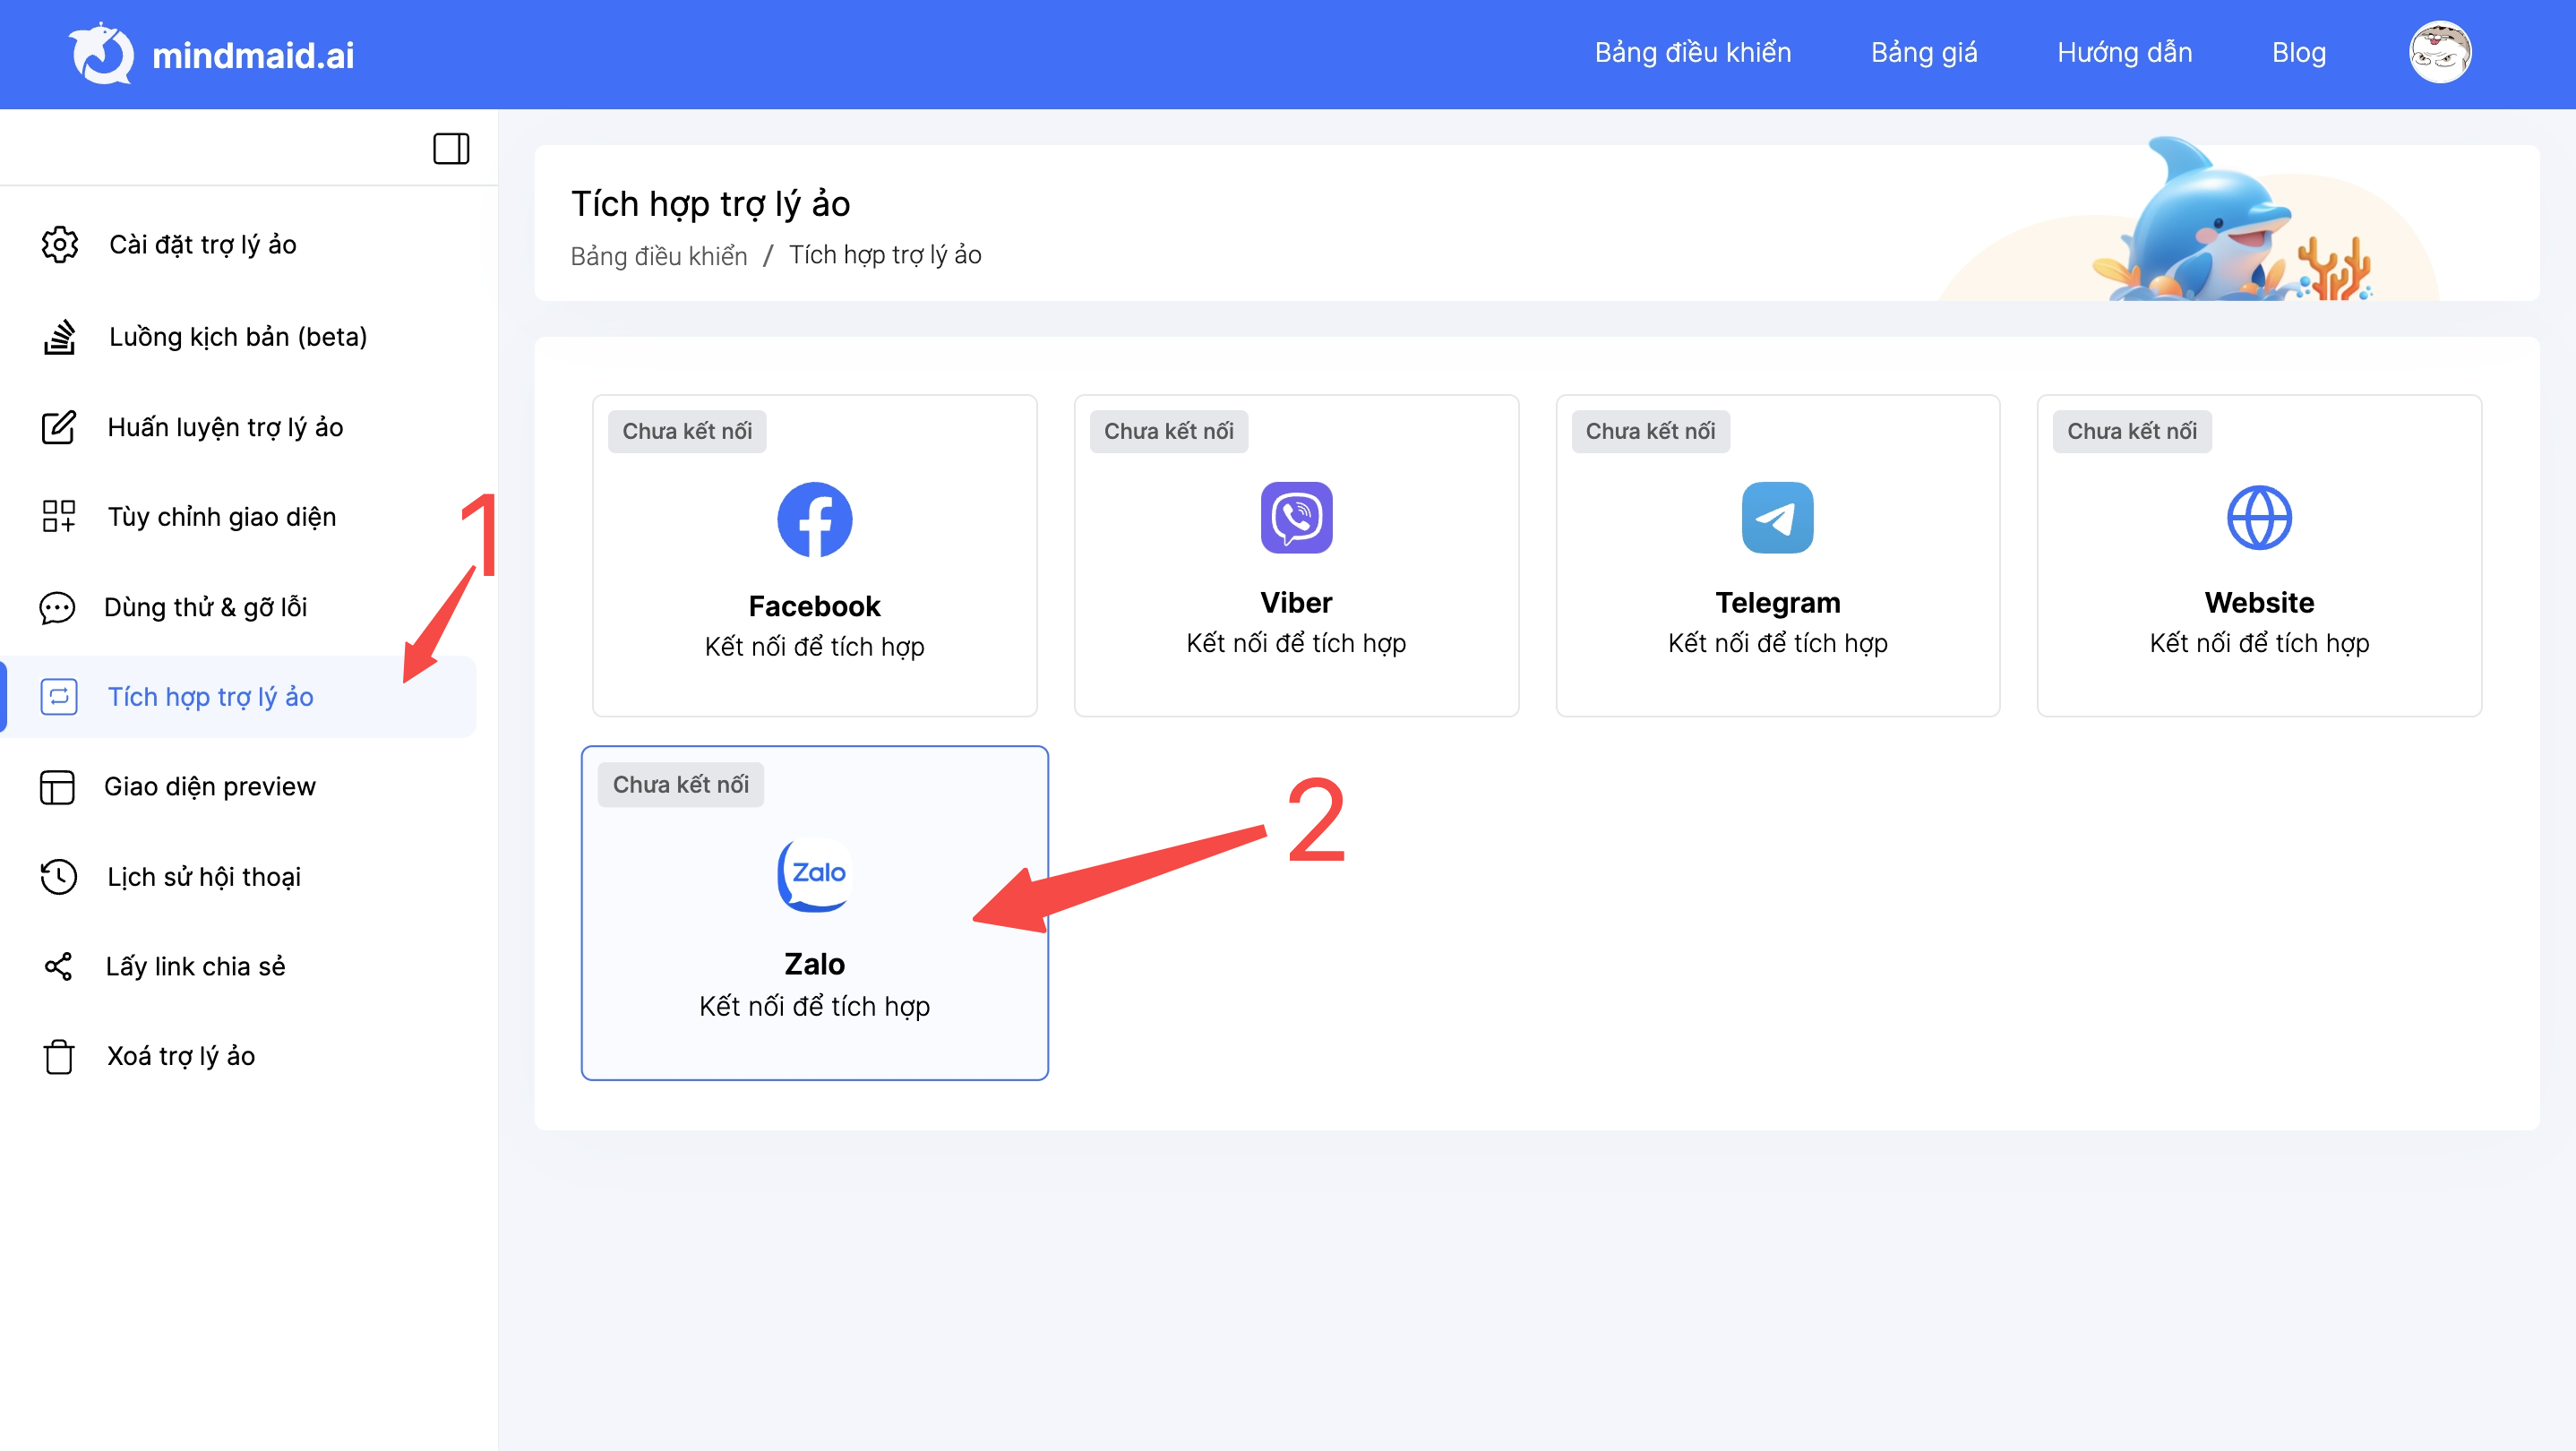 mindmaid.ai
Bảng điều khiển
Bảng giá
Hướng dẫn
Blog
Cài đặt trợ lý ảo
Luồng kịch bản (beta)
Huấn luyện trợ lý ảo
Tùy chỉnh giao diện
Dùng thử & gỡ lỗi
Tích hợp trợ lý ảo
Giao diện preview
Lịch sử hội thoại
Lấy link chia sẻ
Xoá trợ lý ảo
1
Tích hợp trợ lý ảo
Bảng điều khiển / Tích hợp trợ lý ảo
Chưa kết nối
Facebook
Kết nối để tích hợp
Chưa kết nối
Viber
Kết nối để tích hợp
Chưa kết nối
Telegram
Kết nối để tích hợp
Chưa kết nối
Website
Kết nối để tích hợp
Chưa kết nối
Zalo
Zalo
Kết nối để tích hợp
2